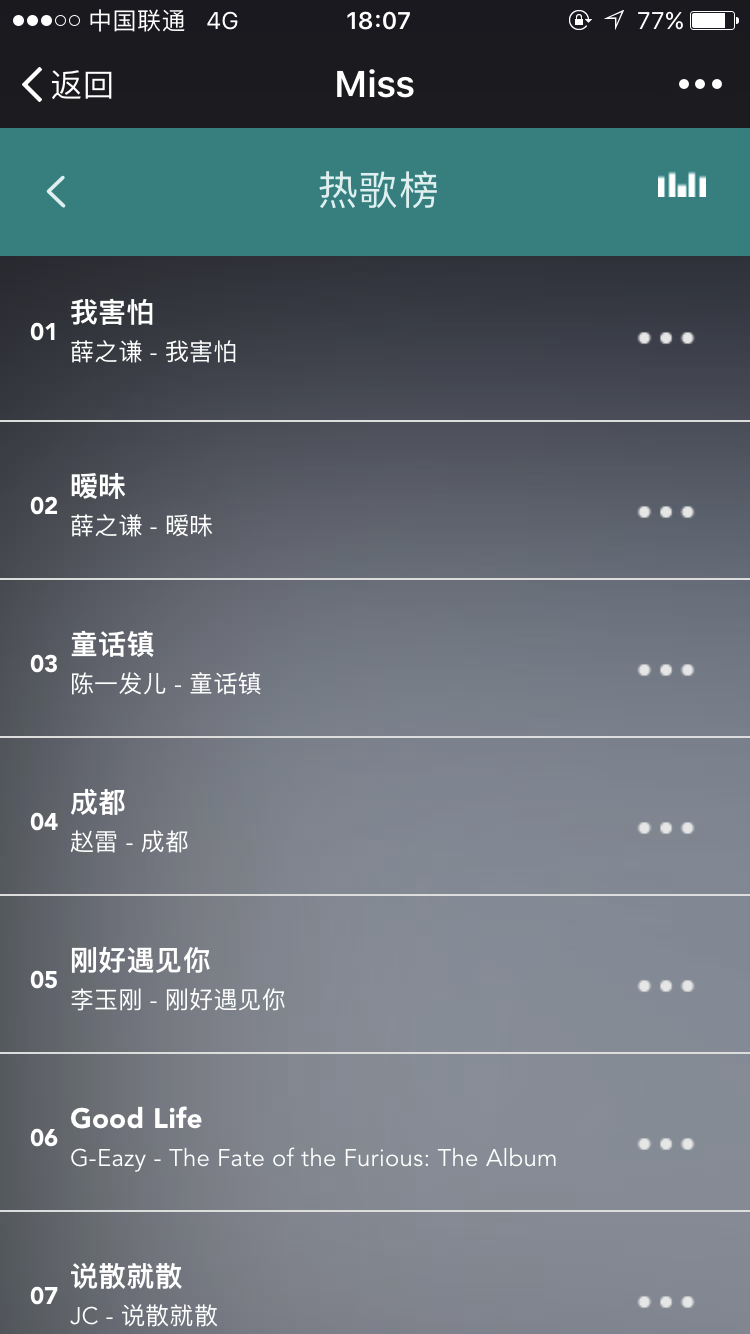 中国联通 4G 18:07 77%
返回 Miss
热歌榜
01 我害怕
薛之谦 - 我害怕
02 暧昧
薛之谦 - 暧昧
03 童话镇
陈一发儿 - 童话镇
04 成都
赵雷 - 成都
05 刚好遇见你
李玉刚 - 刚好遇见你
06 Good Life
G-Eazy - The Fate of the Furious: The Album
07 说散就散
JC - 说散就散